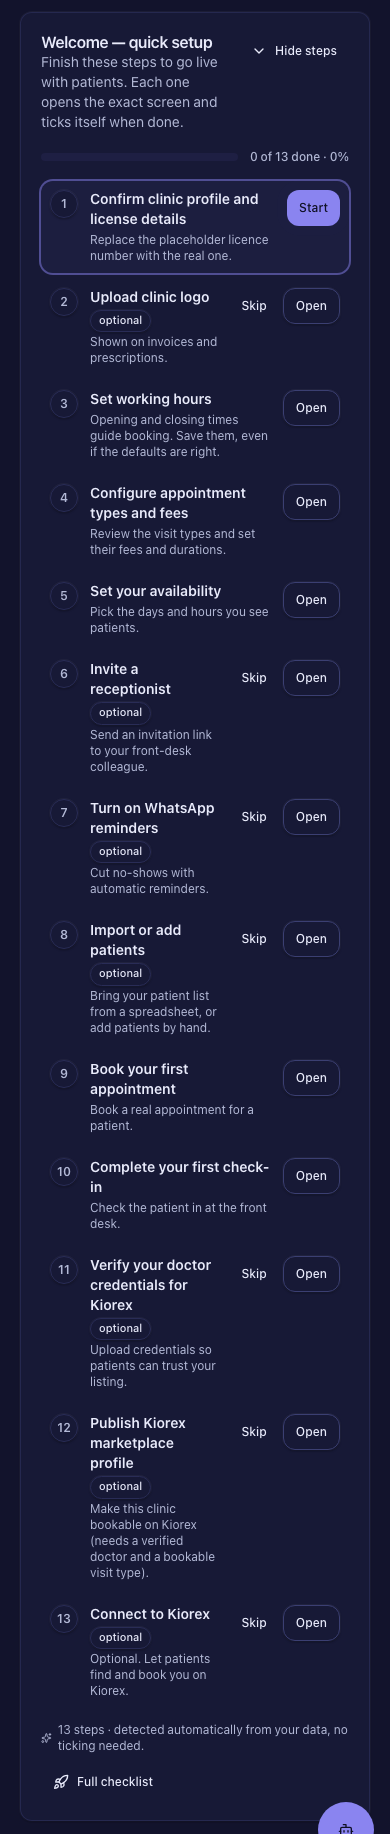 Welcome — quick setup
Hide steps
Finish these steps to go live
with patients. Each one
opens the exact screen and
ticks itself when done.
0 of 13 done · 0%
1
Confirm clinic profile and
license details
Start
Replace the placeholder licence
number with the real one.
2
Upload clinic logo
Skip
Open
optional
Shown on invoices and
prescriptions.
3
Set working hours
Open
Opening and closing times
guide booking. Save them, even
if the defaults are right.
4
Configure appointment
types and fees
Open
Review the visit types and set
their fees and durations.
5
Set your availability
Open
Pick the days and hours you see
patients.
6
Invite a
receptionist
Skip
Open
optional
Send an invitation link
to your front-desk
colleague.
7
Turn on WhatsApp
reminders
Skip
Open
optional
Cut no-shows with
automatic reminders.
8
Import or add
patients
Skip
Open
optional
Bring your patient list
from a spreadsheet, or
add patients by hand.
9
Book your first
appointment
Open
Book a real appointment for a
patient.
10
Complete your first check-
in
Open
Check the patient in at the front
desk.
11
Verify your doctor
credentials for
Kiorex
Skip
Open
optional
Upload credentials so
patients can trust your
listing.
12
Publish Kiorex
marketplace
profile
Skip
Open
optional
Make this clinic
bookable on Kiorex
(needs a verified
doctor and a bookable
visit type).
13
Connect to Kiorex
Skip
Open
optional
Optional. Let patients
find and book you on
Kiorex.
13 steps · detected automatically from your data, no
ticking needed.
Full checklist